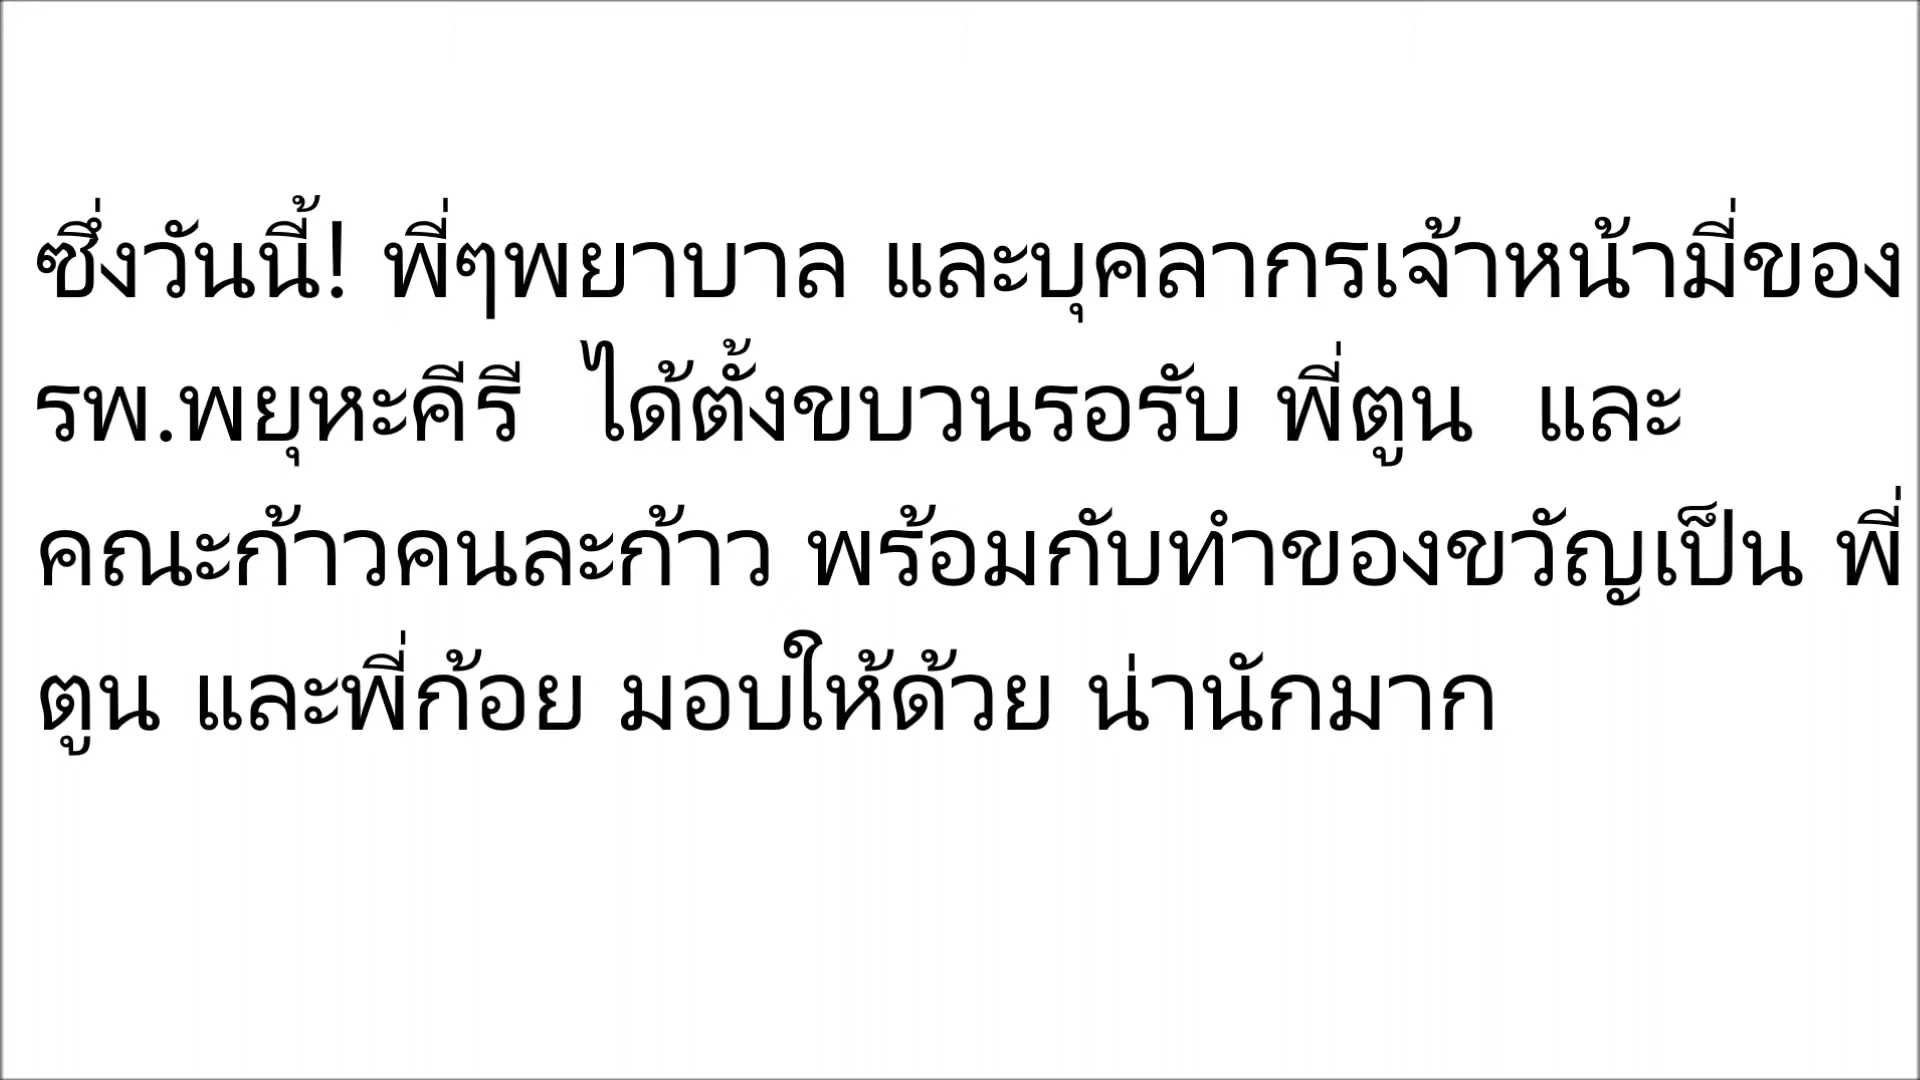 ซึ่งวันนี้! พี่ๆพยาบาล และบุคลากรเจ้าหน้ามี่ของ
รพ.พยุหะคีรี  ได้ตั้งขบวนรอรับ พี่ตูน  และ
คณะก้าวคนละก้าว พร้อมกับทำของขวัญเป็น พี่
ตูน และพี่ก้อย มอบให้ด้วย น่านักมาก